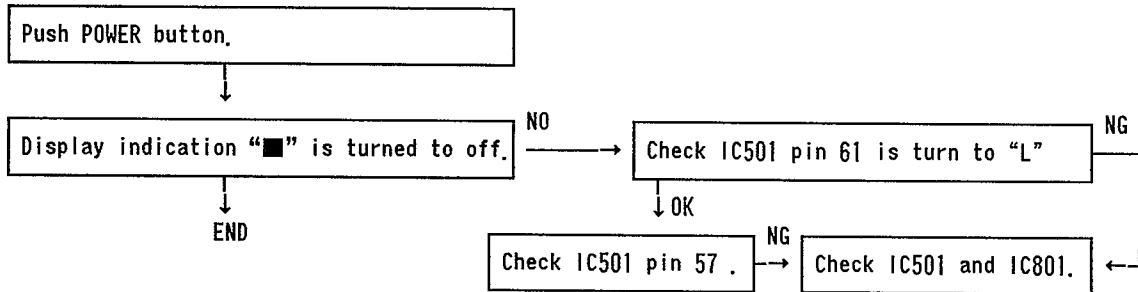 Push POWER button.
Display indication “■” is turned to off.
NO
Check IC501 pin 61 is turn to “L”
NG
OK
END
Check IC501 pin 57 .
NG
Check IC501 and IC801.